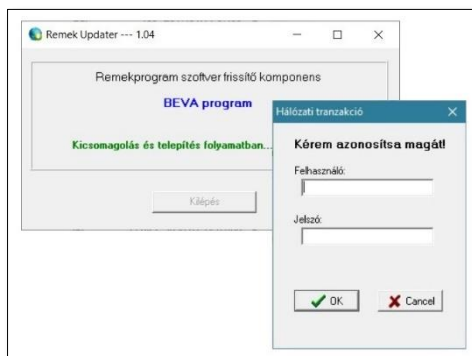 Remek Updater --- 1.04
Remekprogram szoftver frissítő komponens
BEVA program
Kicsomagolás és telepítés folyamatban...
Kilépés
Hálózati tranzakció
Kérem azonosítsa magát!
Felhasználó:
Jelszó:
OK
Cancel